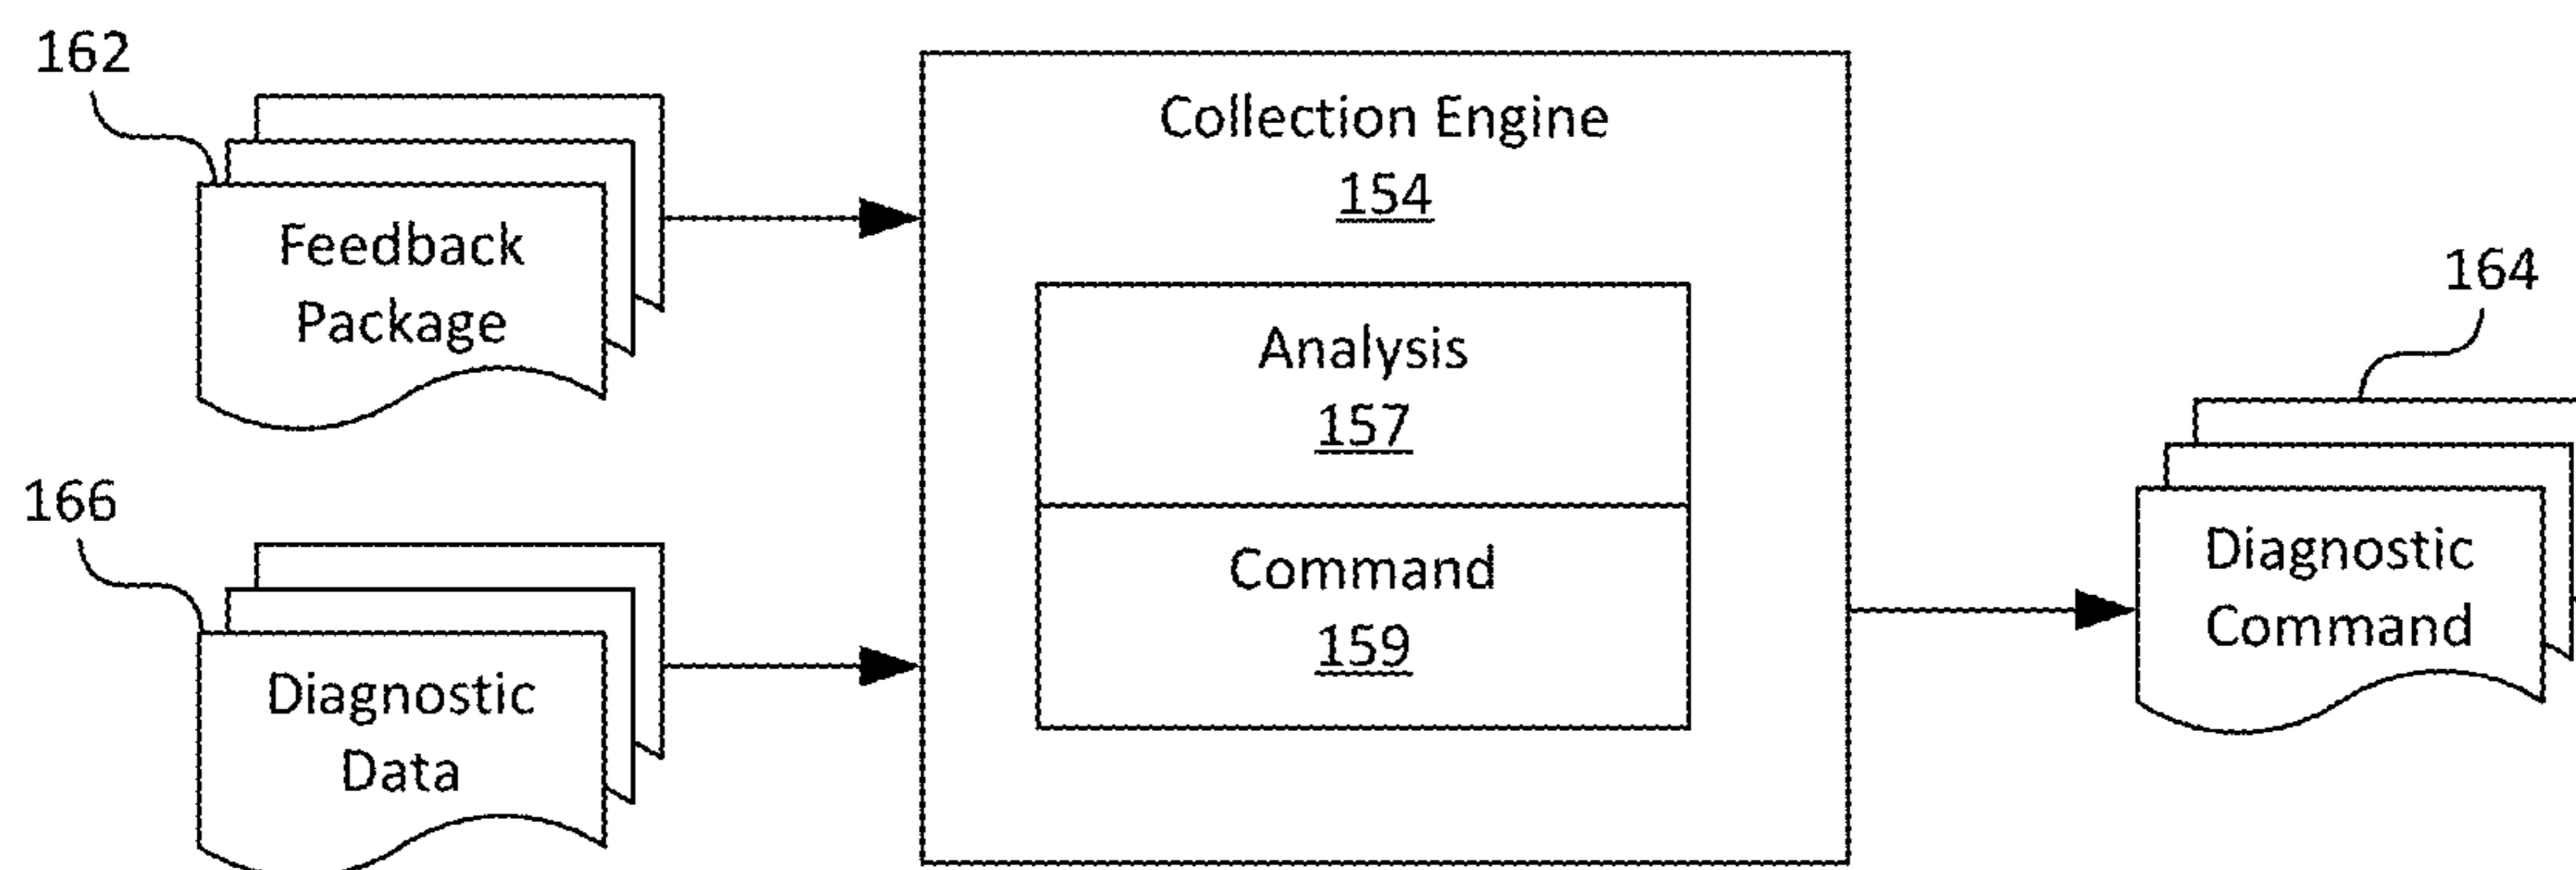 162
Feedback
Package
166
Diagnostic
Data
Collection Engine
154
Analysis
157
Command
159
164
Diagnostic
Command